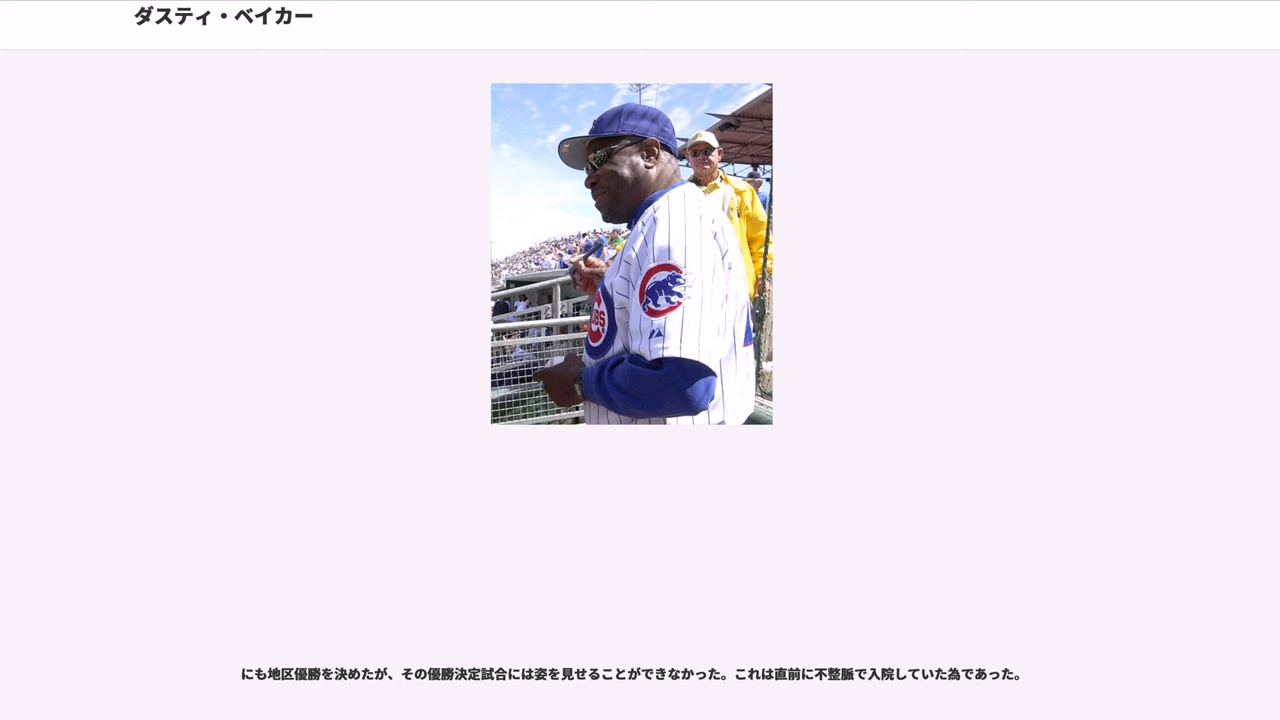 ダスティ・ベイカー
UBS
にも地区優勝を決めたが、その優勝決定試合には姿を見せることができなかった。これは直前に不整脈で入院していた為であった。